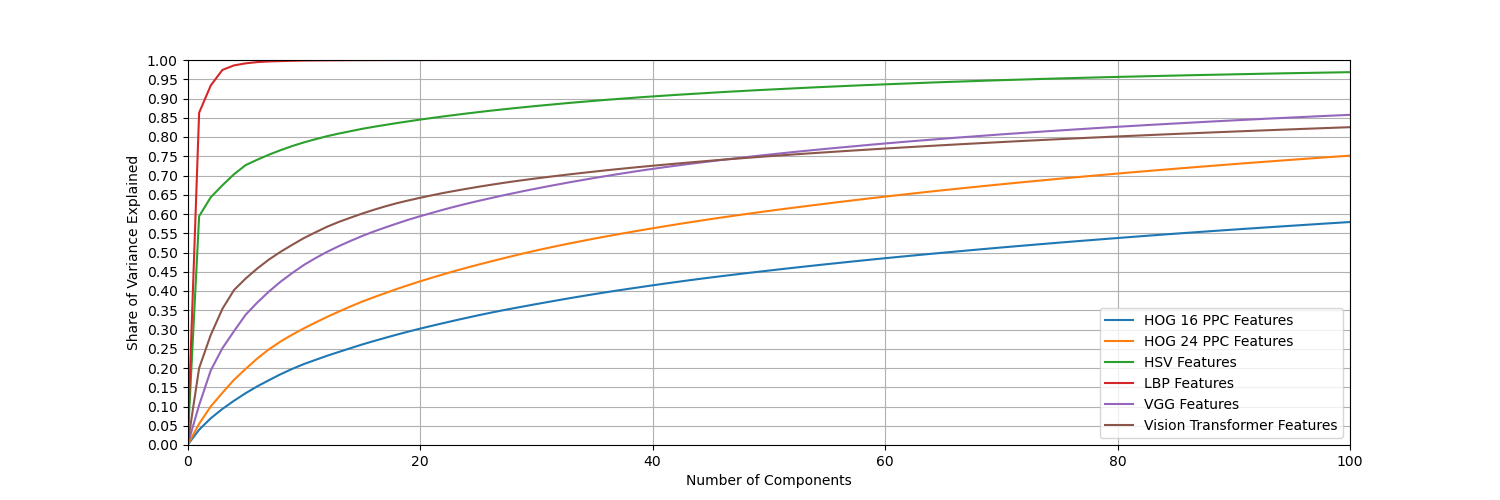 1.00
0.95
0.90
0.85
0.80
0.75
0.70
0.65
0.60
0.55
0.50
0.45
0.40
0.35
0.30
0.25
0.20
0.15
0.10
0.05
0.00
Share of Variance Explained
HOG 16 PPC Features
HOG 24 PPC Features
HSV Features
LBP Features
VGG Features
Vision Transformer Features
0 20 40 60 80 100
Number of Components